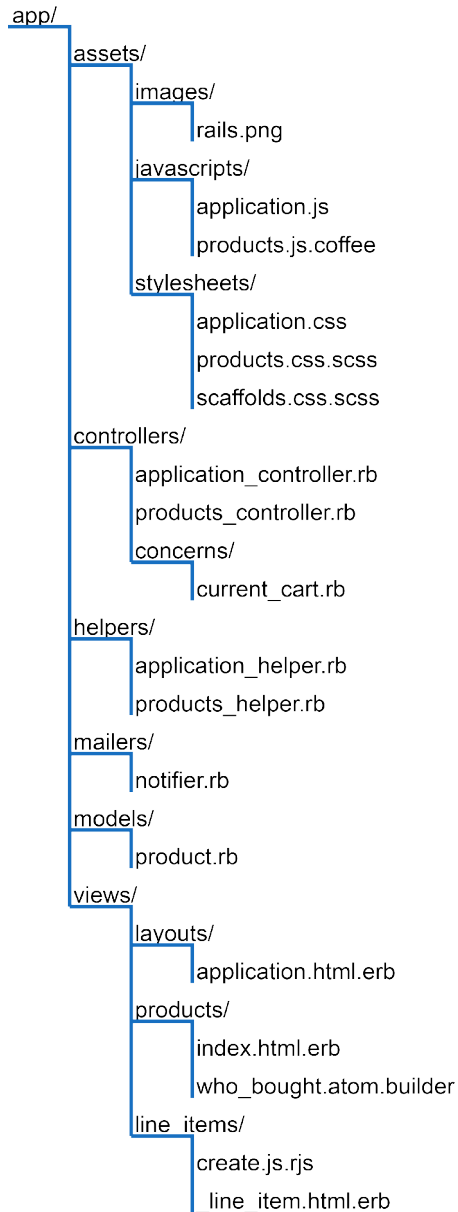 app/
assets/
images/
rails.png
javascripts/
application.js
products.js.coffee
stylesheets/
application.css
products.css.scss
scaffolds.css.scss
controllers/
application_controller.rb
products_controller.rb
concerns/
current_cart.rb
helpers/
application_helper.rb
products_helper.rb
mailers/
notifier.rb
models/
product.rb
views/
layouts/
application.html.erb
products/
index.html.erb
who_bought.atom.builder
line_items/
create.js.rjs
_line_item.html.erb